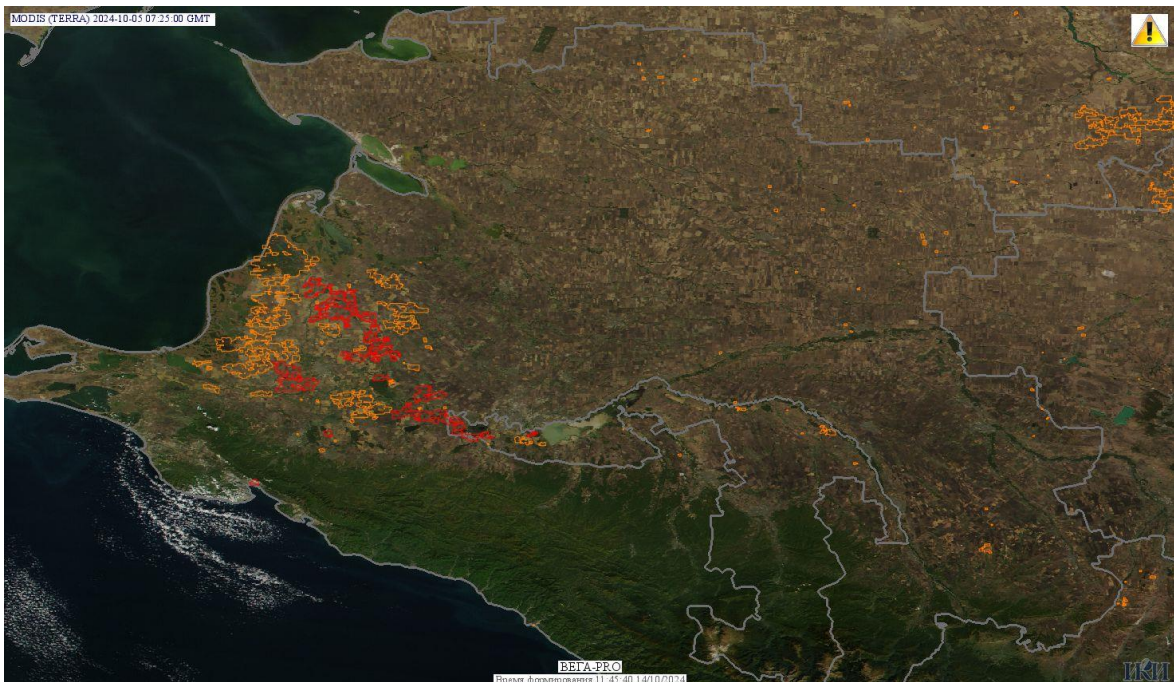 MODIS (TERRA) 2024-10-05 07:25:00 GMT
ВЕГА-PRO
Время формирования 11:45:40 14/10/2024
ИКИ